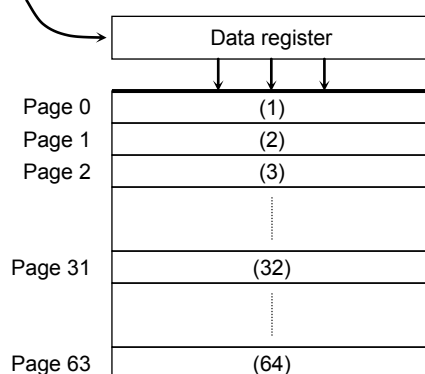 Data register
Page 0 (1)
Page 1 (2)
Page 2 (3)
Page 31 (32)
Page 63 (64)